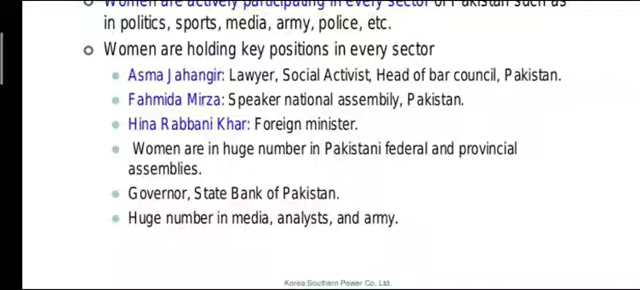 Women are actively participating in every sector of Pakistan such as
in politics, sports, media, army, police, etc.
Women are holding key positions in every sector
Asma Jahangir: Lawyer, Social Activist, Head of bar council, Pakistan.
Fahmida Mirza: Speaker national assembily, Pakistan.
Hina Rabbani Khar: Foreign minister.
Women are in huge number in Pakistani federal and provincial
assemblies.
Governor, State Bank of Pakistan.
Huge number in media, analysts, and army.
Korea Southern Power Co. Ltd.